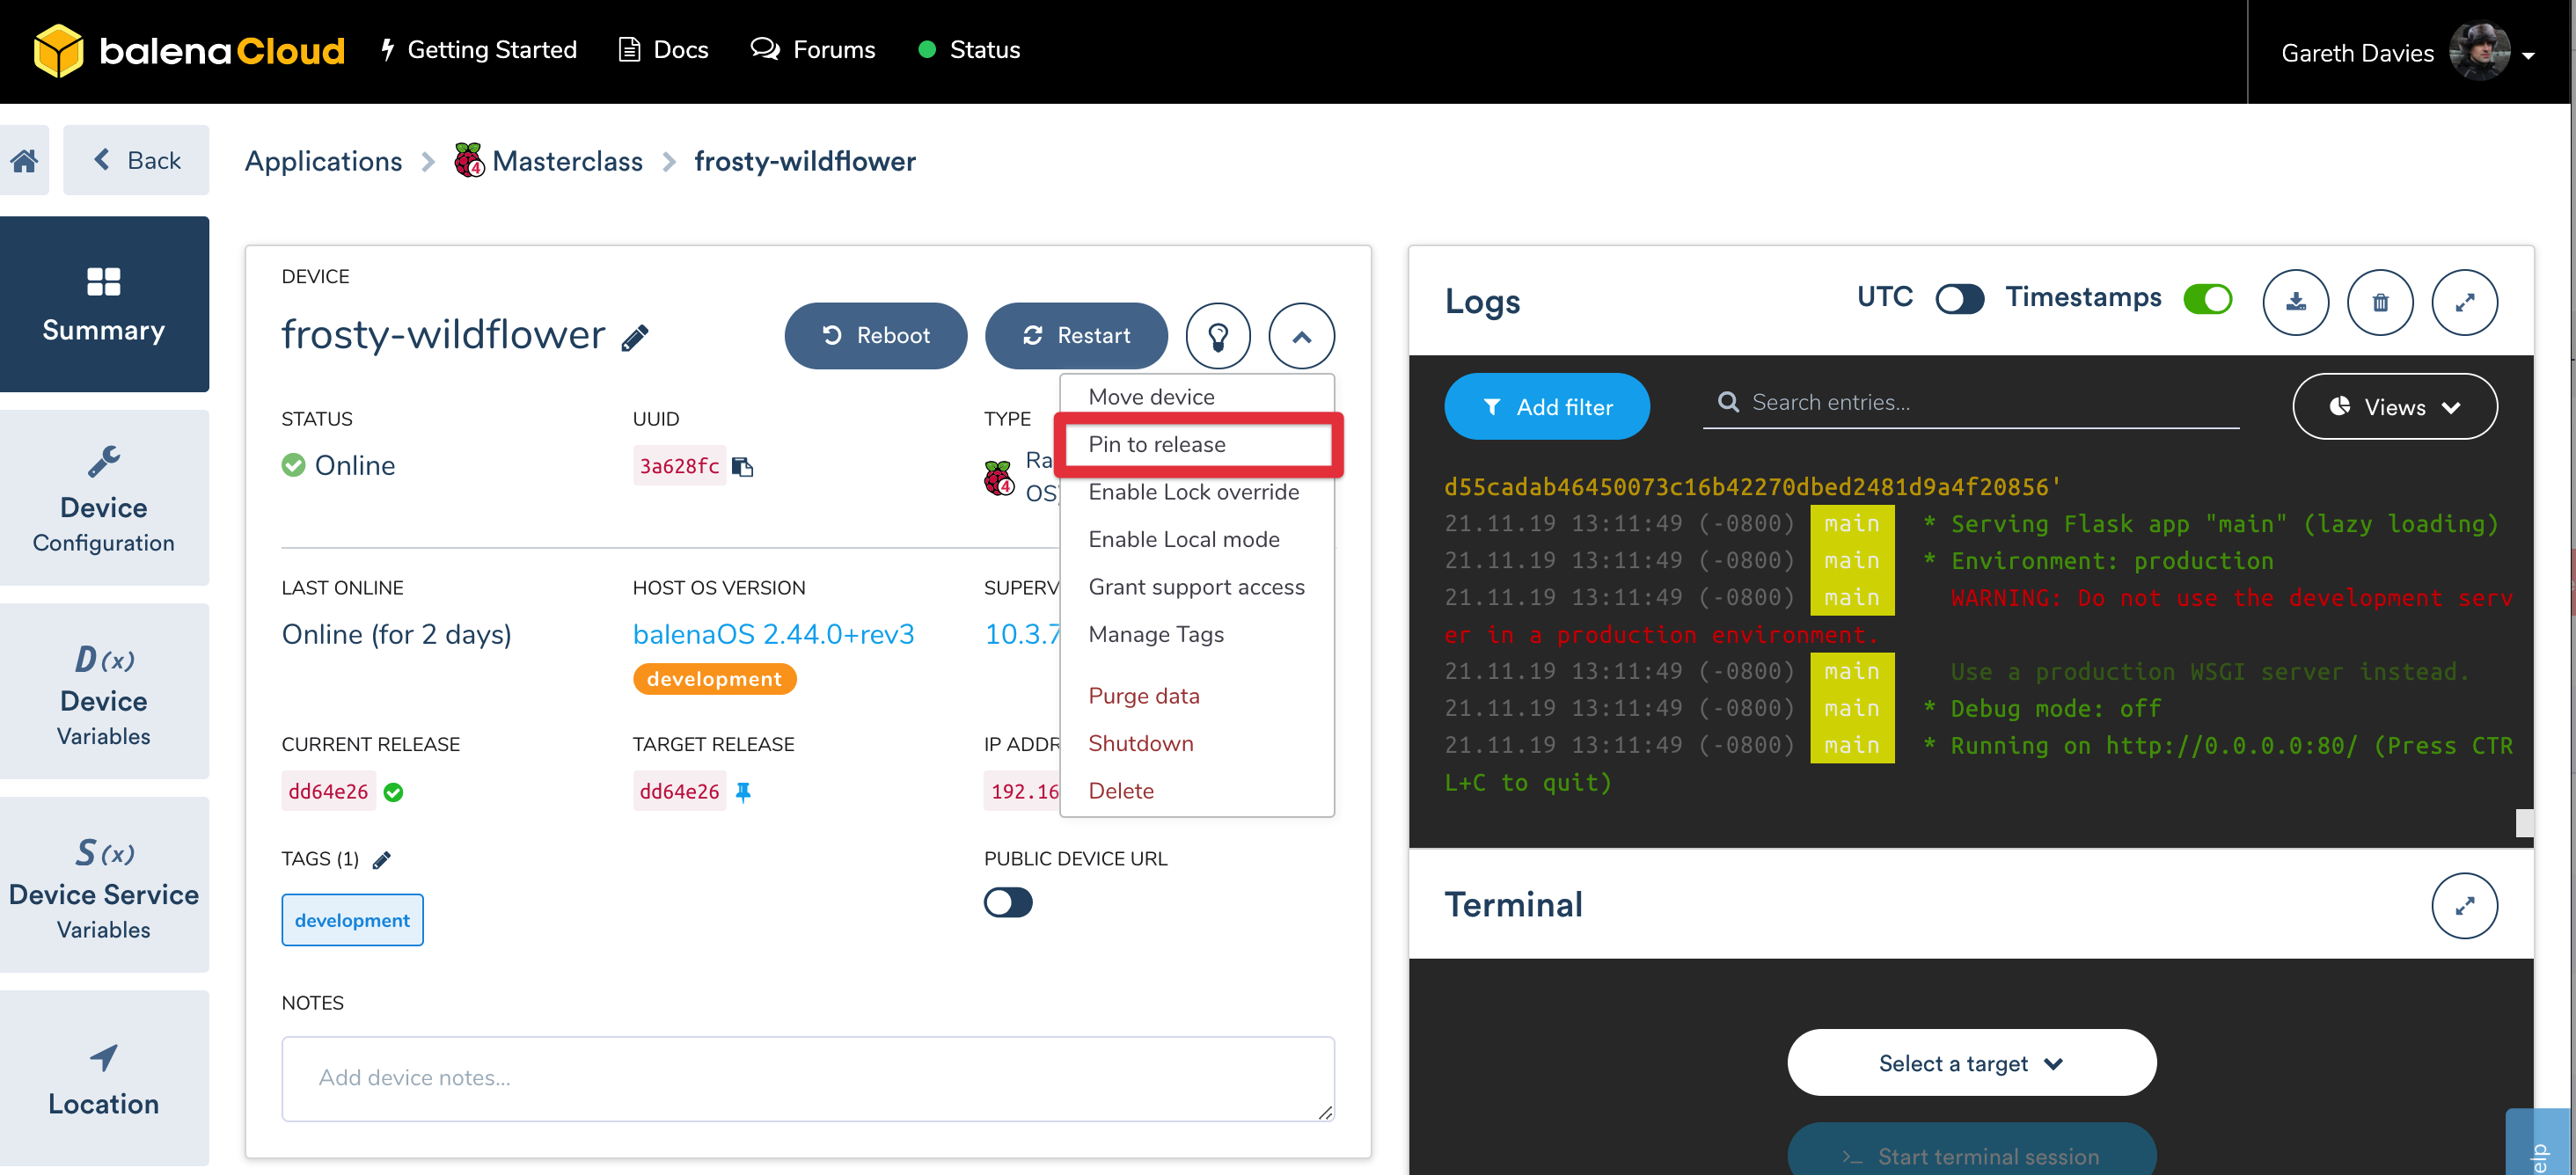 balenaCloud Getting Started Docs Forums Status Gareth Davies
Back Applications Masterclass frosty-wildflower
Summary
Device
Configuration
D(x)
Device
Variables
S(x)
Device Service
Variables
Location
DEVICE
frosty-wildflower Reboot Restart
STATUS UUID TYPE
Online 3a628fc Ra
OS
LAST ONLINE HOST OS VERSION SUPERV
Online (for 2 days) balenaOS 2.44.0+rev3 10.3.7
development
CURRENT RELEASE TARGET RELEASE IP ADDR
dd64e26 dd64e26 192.16
TAGS (1) PUBLIC DEVICE URL
development
NOTES
Add device notes...
Move device
Pin to release
Enable Lock override
Enable Local mode
Grant support access
Manage Tags
Purge data
Shutdown
Delete
Logs UTC Timestamps
Add filter Search entries... Views
d55cadab46450073c16b42270dbed2481d9a4f20856'
21.11.19 13:11:49 (-0800) main * Serving Flask app "main" (lazy loading)
21.11.19 13:11:49 (-0800) main * Environment: production
21.11.19 13:11:49 (-0800) main WARNING: Do not use the development serv
er in a production environment.
21.11.19 13:11:49 (-0800) main Use a production WSGI server instead.
21.11.19 13:11:49 (-0800) main * Debug mode: off
21.11.19 13:11:49 (-0800) main * Running on http://0.0.0.0:80/ (Press CTR
L+C to quit)
Terminal
Select a target
>_ Start terminal session
elp